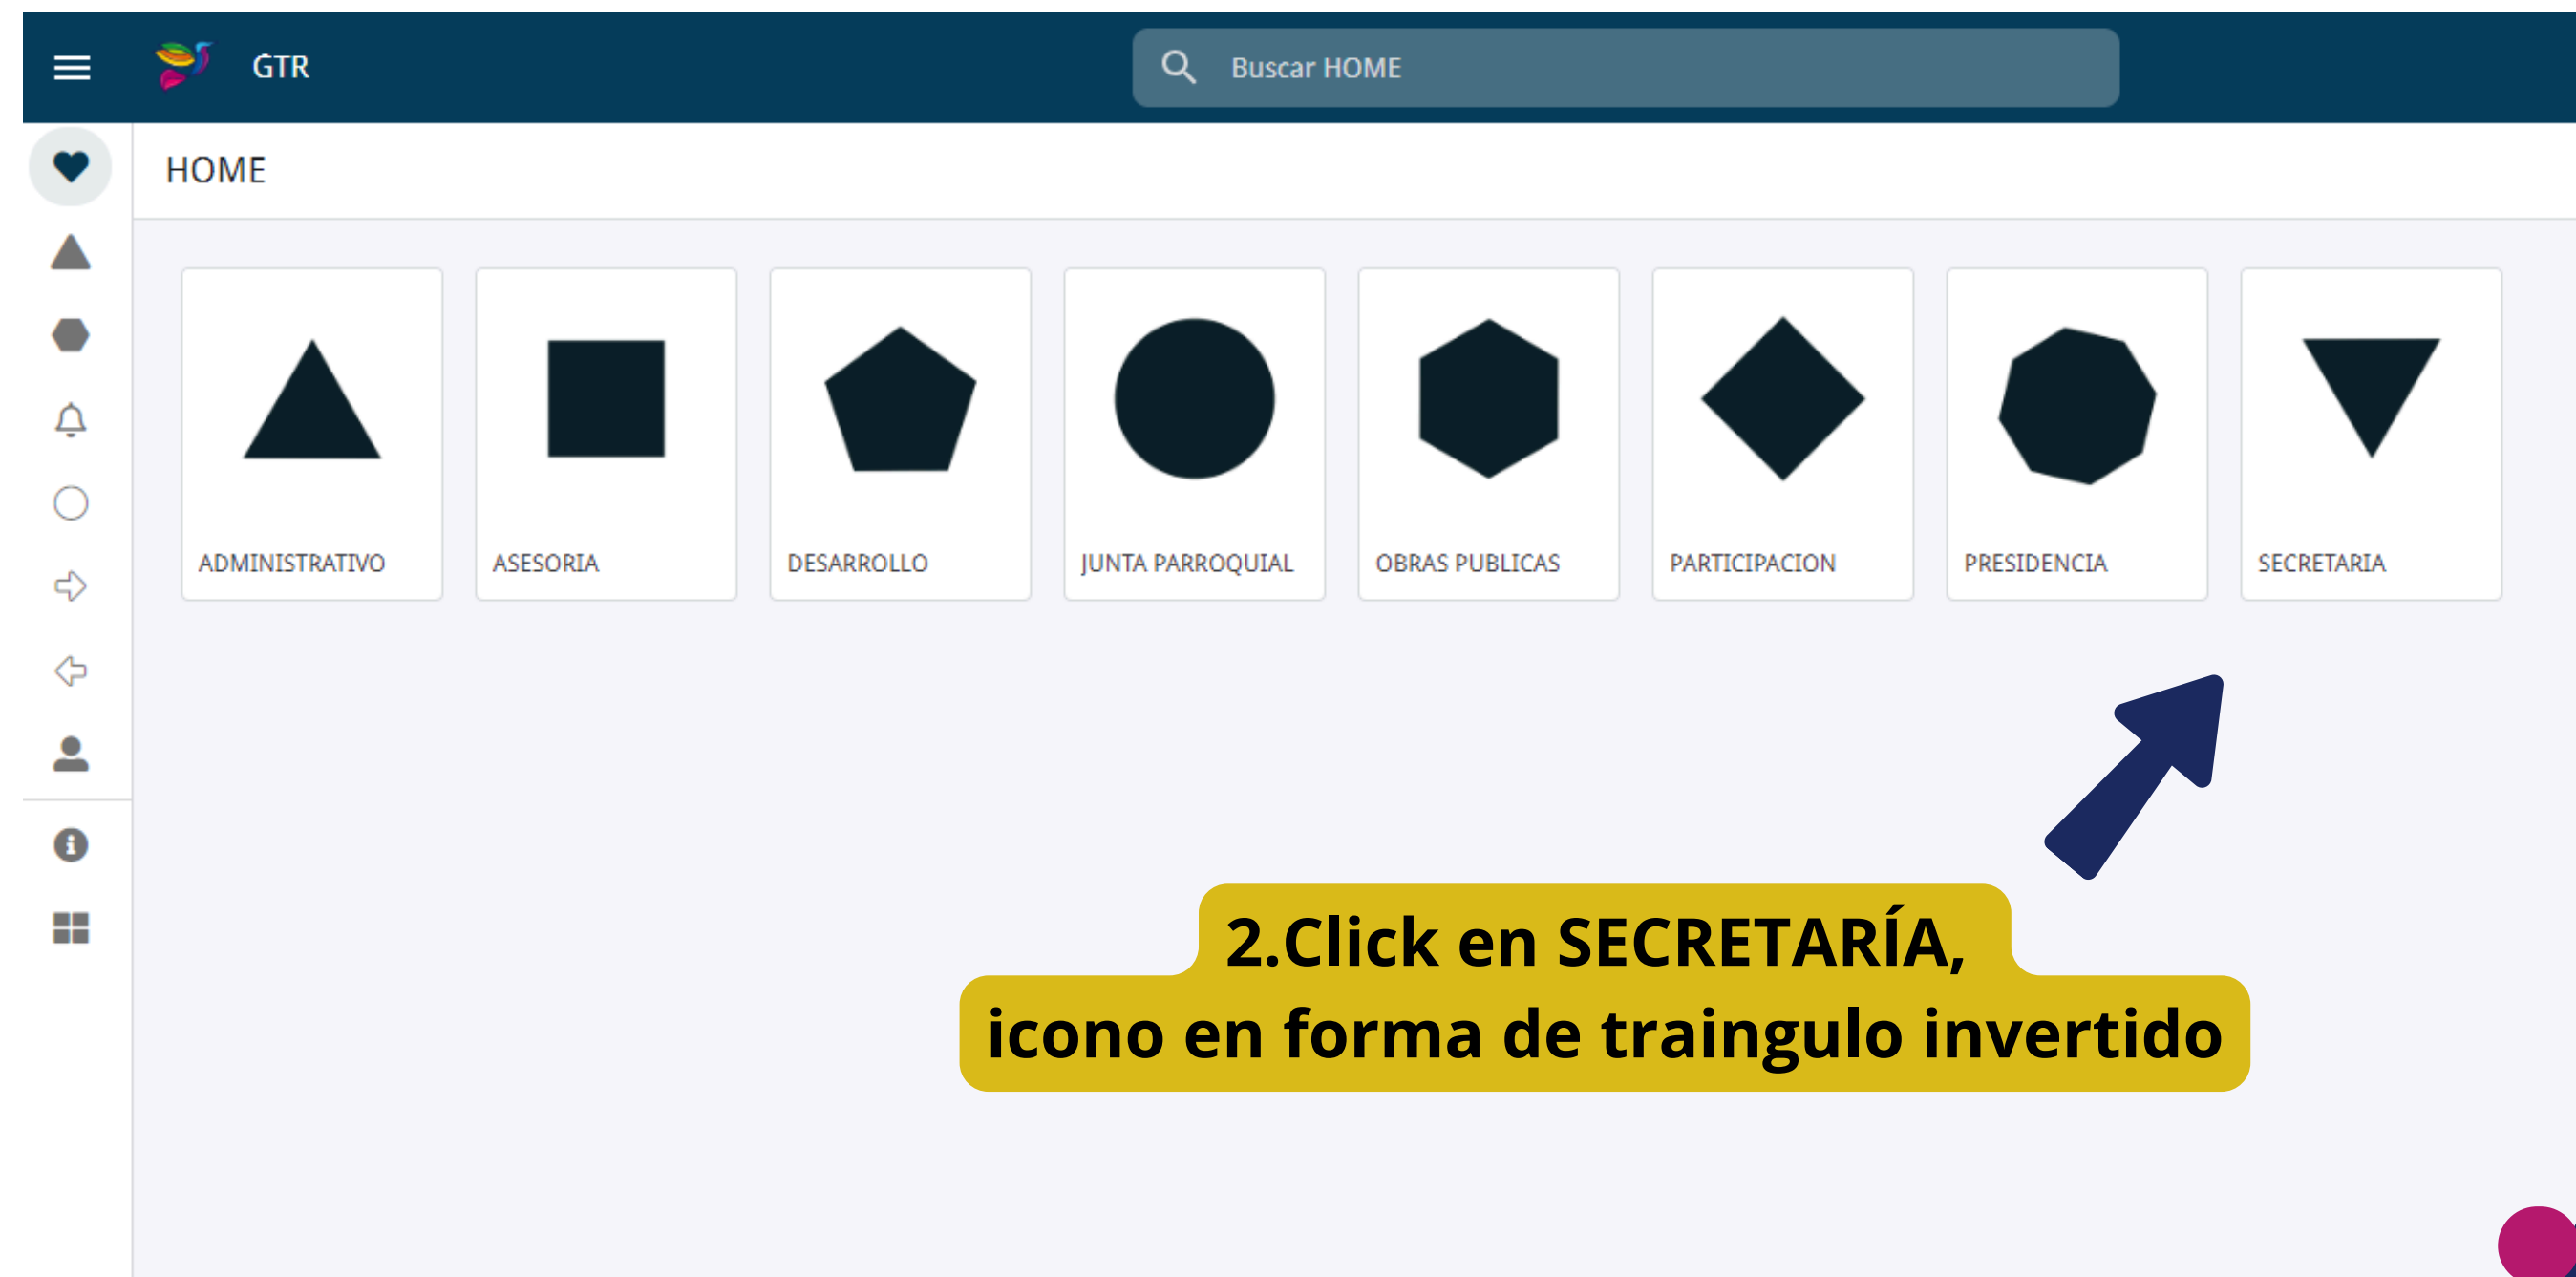 GTR
Buscar HOME
HOME
ADMINISTRATIVO
ASESORIA
DESARROLLO
JUNTA PARROQUIAL
OBRAS PUBLICAS
PARTICIPACION
PRESIDENCIA
SECRETARIA
2.Click en SECRETARÍA,
icono en forma de traingulo invertido